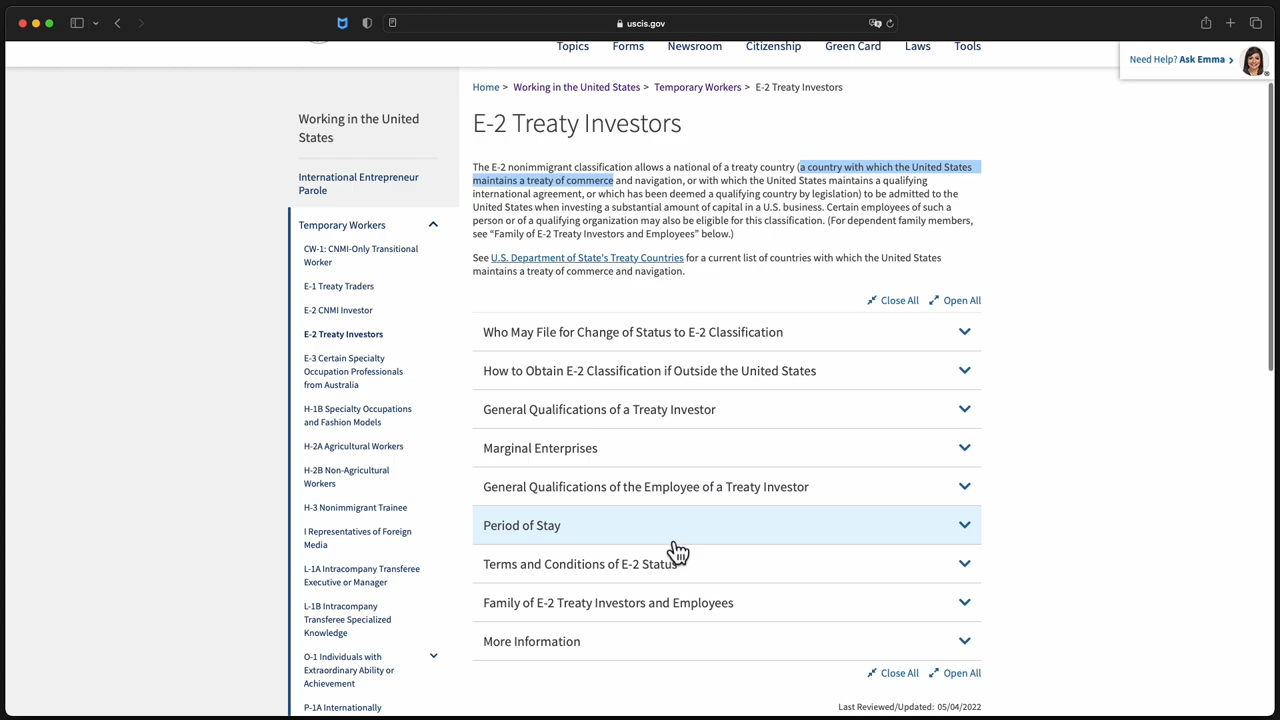 uscis.gov
Topics Forms Newsroom Citizenship Green Card Laws Tools
Need Help? Ask Emma
Home > Working in the United States > Temporary Workers > E-2 Treaty Investors
Working in the United
States
International Entrepreneur
Parole
Temporary Workers
CW-1: CNMI-Only Transitional
Worker
E-1 Treaty Traders
E-2 CNMI Investor
E-2 Treaty Investors
E-3 Certain Specialty
Occupation Professionals
from Australia
H-1B Specialty Occupations
and Fashion Models
H-2A Agricultural Workers
H-2B Non-Agricultural
Workers
H-3 Nonimmigrant Trainee
I Representatives of Foreign
Media
L-1A Intracompany Transferee
Executive or Manager
L-1B Intracompany
Transferee Specialized
Knowledge
O-1 Individuals with
Extraordinary Ability or
Achievement
P-1A Internationally
E-2 Treaty Investors
The E-2 nonimmigrant classification allows a national of a treaty country (a country with which the United States
maintains a treaty of commerce and navigation, or with which the United States maintains a qualifying
international agreement, or which has been deemed a qualifying country by legislation) to be admitted to the
United States when investing a substantial amount of capital in a U.S. business. Certain employees of such a
person or of a qualifying organization may also be eligible for this classification. (For dependent family members,
see “Family of E-2 Treaty Investors and Employees” below.)
See U.S. Department of State's Treaty Countries for a current list of countries with which the United States
maintains a treaty of commerce and navigation.
Close All Open All
Who May File for Change of Status to E-2 Classification
How to Obtain E-2 Classification if Outside the United States
General Qualifications of a Treaty Investor
Marginal Enterprises
General Qualifications of the Employee of a Treaty Investor
Period of Stay
Terms and Conditions of E-2 Status
Family of E-2 Treaty Investors and Employees
More Information
Close All Open All
Last Reviewed/Updated: 05/04/2022